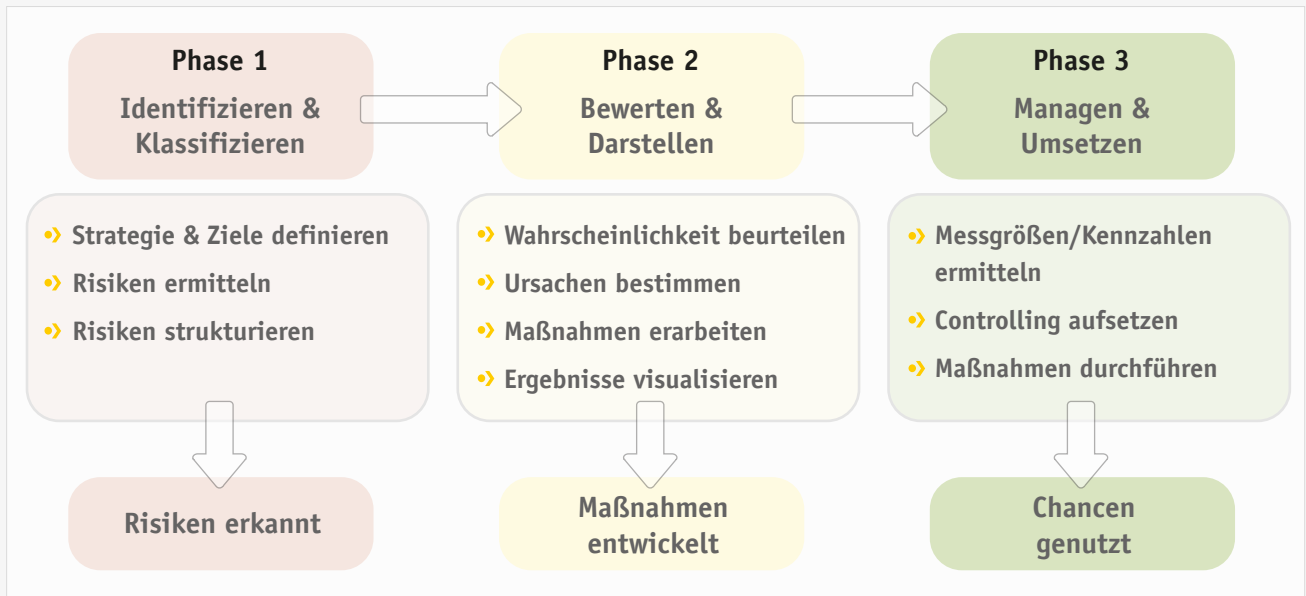 Phase 1
Identifizieren &
Klassifizieren
Phase 2
Bewerten &
Darstellen
Phase 3
Managen &
Umsetzen
Strategie & Ziele definieren
Risiken ermitteln
Risiken strukturieren
Wahrscheinlichkeit beurteilen
Ursachen bestimmen
Maßnahmen erarbeiten
Ergebnisse visualisieren
Messgrößen/Kennzahlen
ermitteln
Controlling aufsetzen
Maßnahmen durchführen
Risiken erkannt
Maßnahmen
entwickelt
Chancen
genutzt